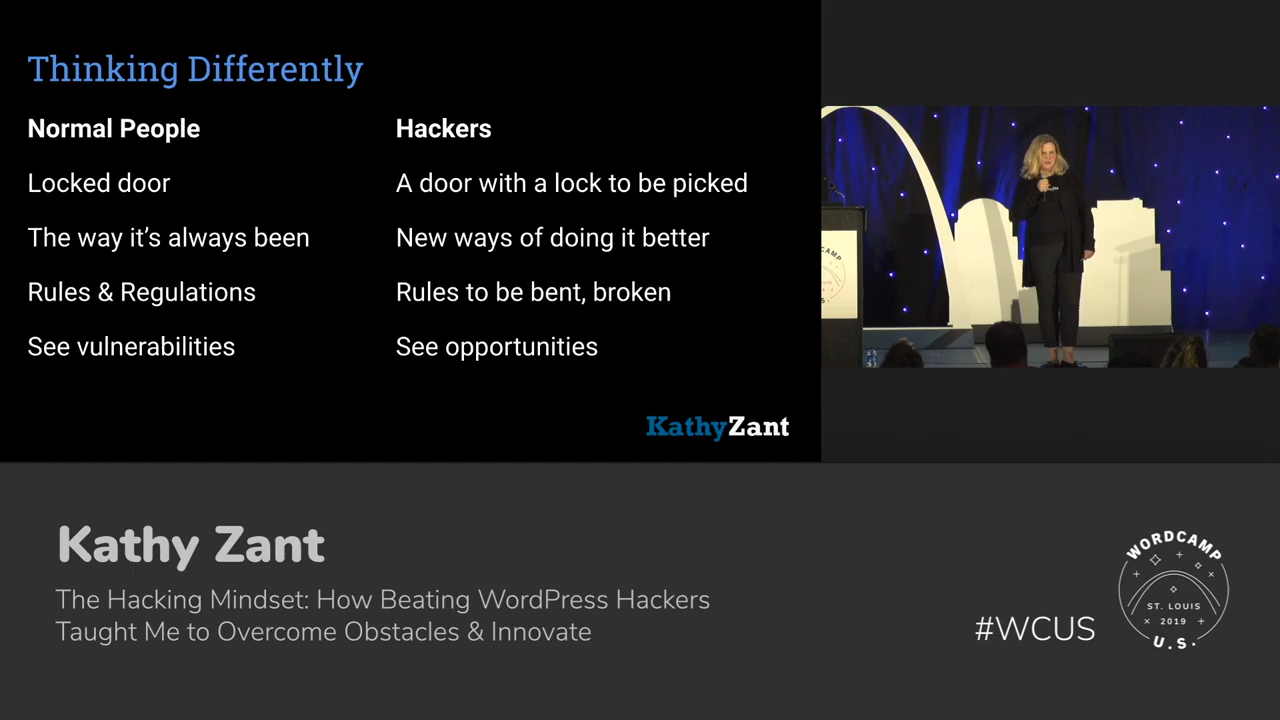 Thinking Differently
Normal People
Hackers
Locked door
A door with a lock to be picked
The way it’s always been
New ways of doing it better
Rules & Regulations
Rules to be bent, broken
See vulnerabilities
See opportunities
KathyZant
Kathy Zant
The Hacking Mindset: How Beating WordPress Hackers
Taught Me to Overcome Obstacles & Innovate
#WCUS
WORDCAMP
ST. LOUIS
2019
U.S.